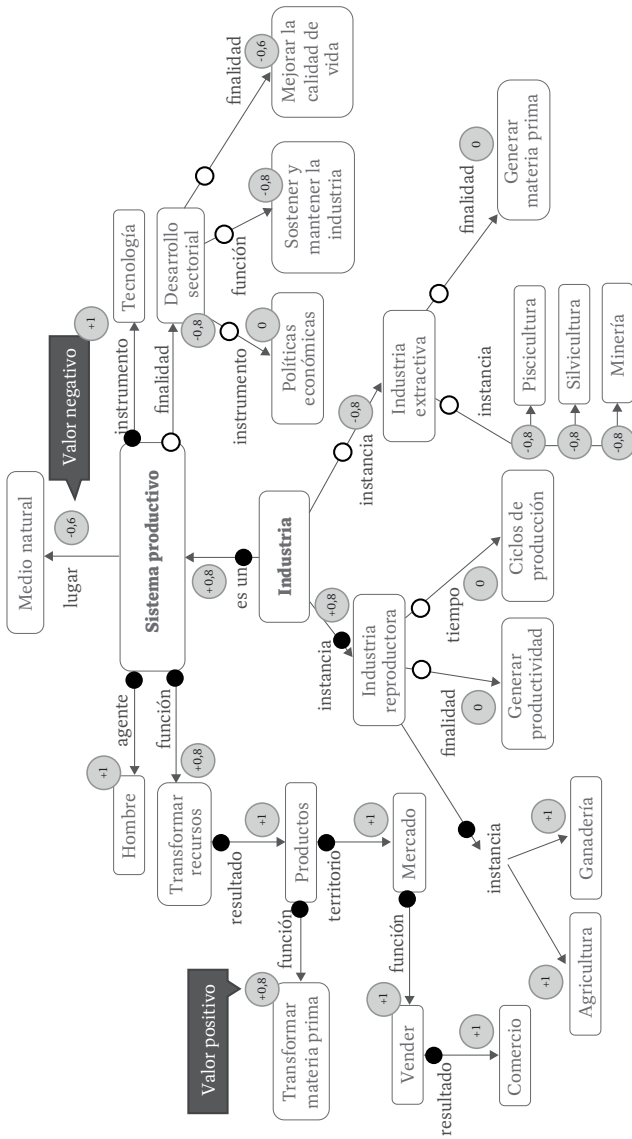 Medio natural
-0,6
lugar
Valor negativo
Sistema productivo
agente
+1
Hombre
función
+0,8
Transformar
recursos
resultado
+1
Productos
función
+0,8
Valor positivo
Transformar
materia prima
territorio
+1
Mercado
función
+1
Vender
resultado
+1
Comercio
instrumento
+1
Tecnología
finalidad
-0,8
Desarrollo
sectorial
finalidad
-0,6
Mejorar la
calidad de
vida
función
-0,8
Sostener y
mantener la
industria
instrumento
0
Políticas
económicas
+0,8
es un
Industria
instancia
+0,8
Industria
reproductora
instancia
+1
Agricultura
+1
Ganadería
finalidad
0
Generar
productividad
tiempo
0
Ciclos de
producción
instancia
-0,8
Industria
extractiva
instancia
-0,8
Piscicultura
-0,8
Silvicultura
-0,8
Minería
finalidad
0
Generar
materia prima